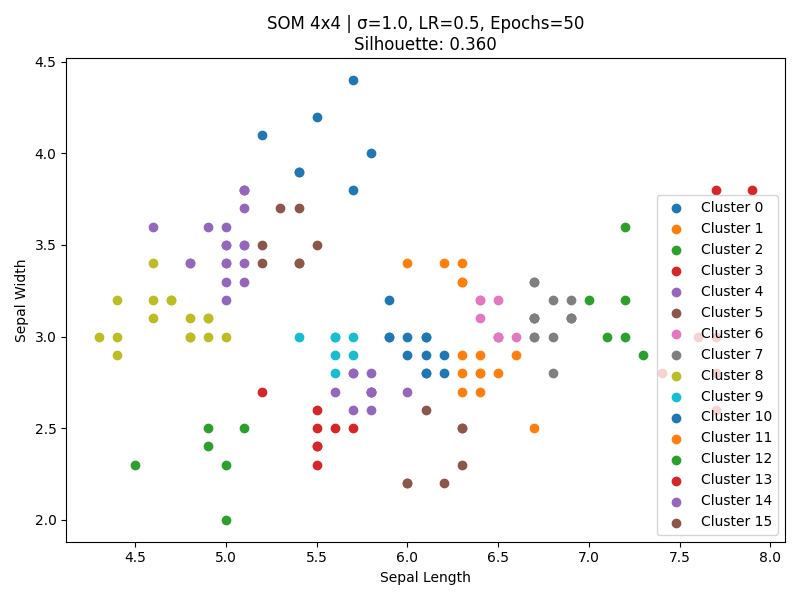 SOM 4x4 | σ=1.0, LR=0.5, Epochs=50
Silhouette: 0.360
4.5
4.0
3.5
3.0
2.5
2.0
Sepal Width
Cluster 0
Cluster 1
Cluster 2
Cluster 3
Cluster 4
Cluster 5
Cluster 6
Cluster 7
Cluster 8
Cluster 9
Cluster 10
Cluster 11
Cluster 12
Cluster 13
Cluster 14
Cluster 15
4.5 5.0 5.5 6.0 6.5 7.0 7.5 8.0
Sepal Length